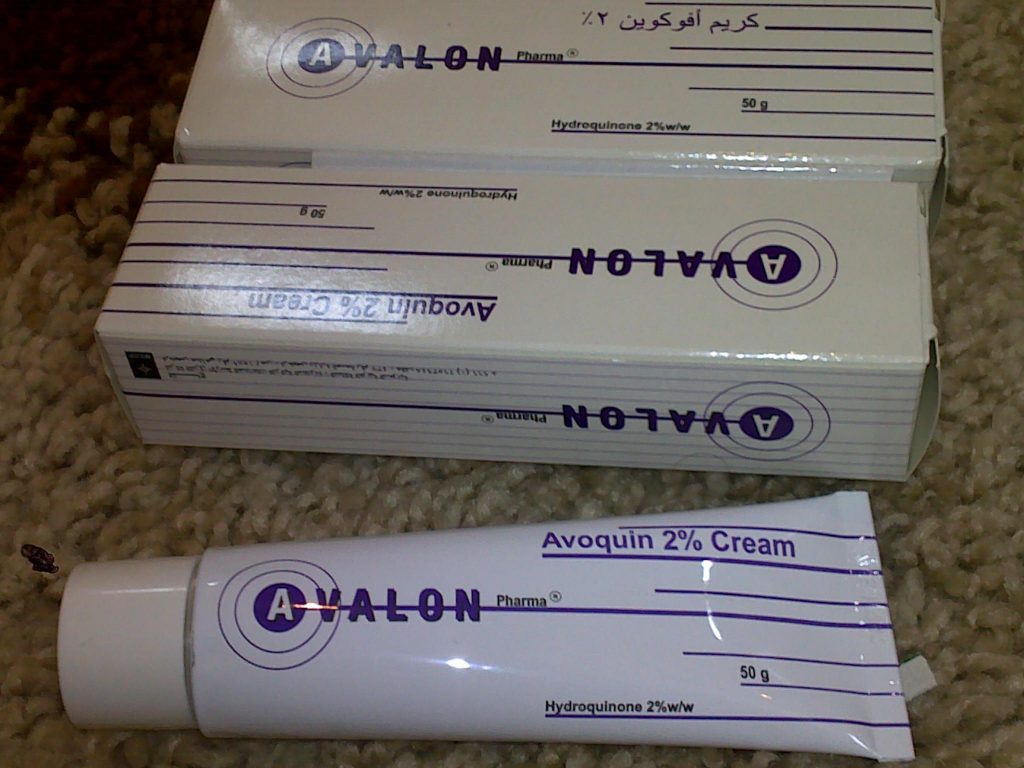 كريم أفوكوين ٢٪
AVALON Pharma®
50 g
Hydroquinone 2%w/w
Hydroquinone 2%w/w
50 g
AVALON Pharma®
Avoquin 2% Cream
AVALON Pharma®
Avoquin 2% Cream
AVALON Pharma®
50 g
Hydroquinone 2%w/w